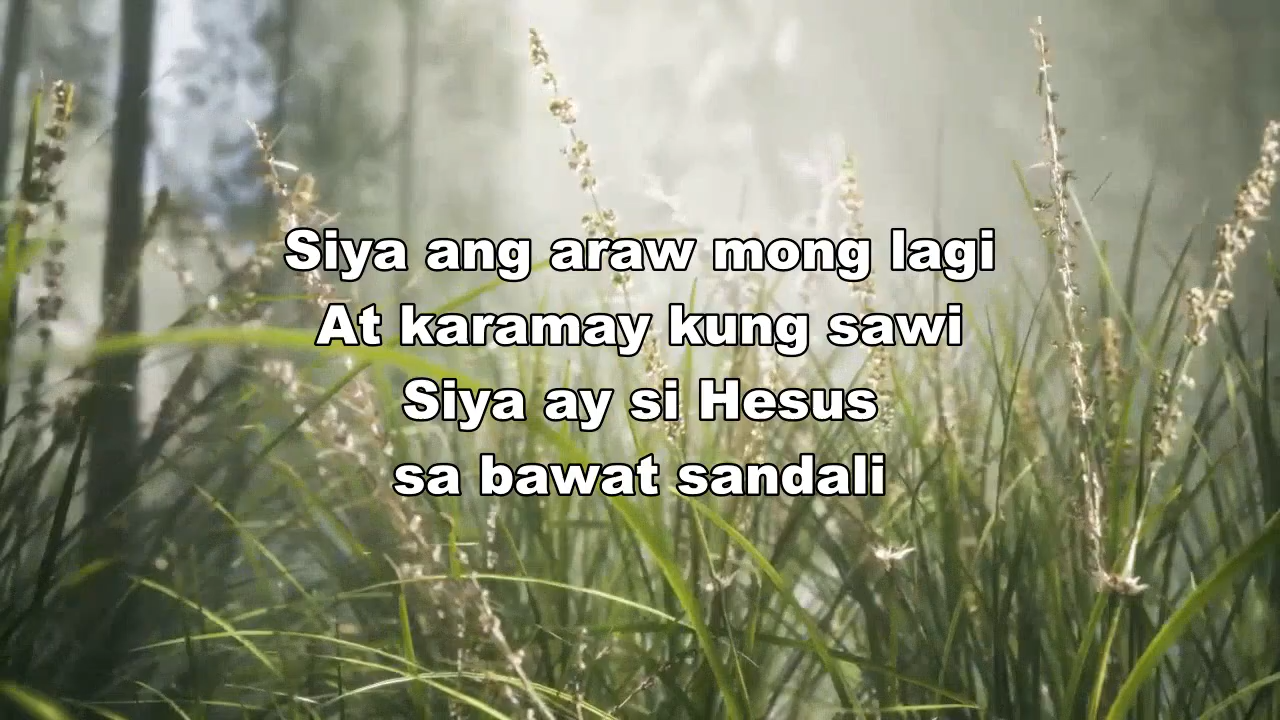 Siya ang araw mong lagi
At karamay kung sawi
Siya ay si Hesus
sa bawat sandali